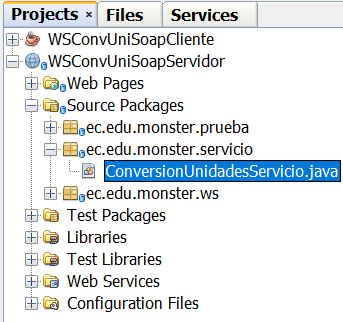 Projects × Files Services
WSConvUniSoapCliente
WSConvUniSoapServidor
Web Pages
Source Packages
ec.edu.monster.prueba
ec.edu.monster.servicio
ConversionUnidadesServicio.java
ec.edu.monster.ws
Test Packages
Libraries
Test Libraries
Web Services
Configuration Files